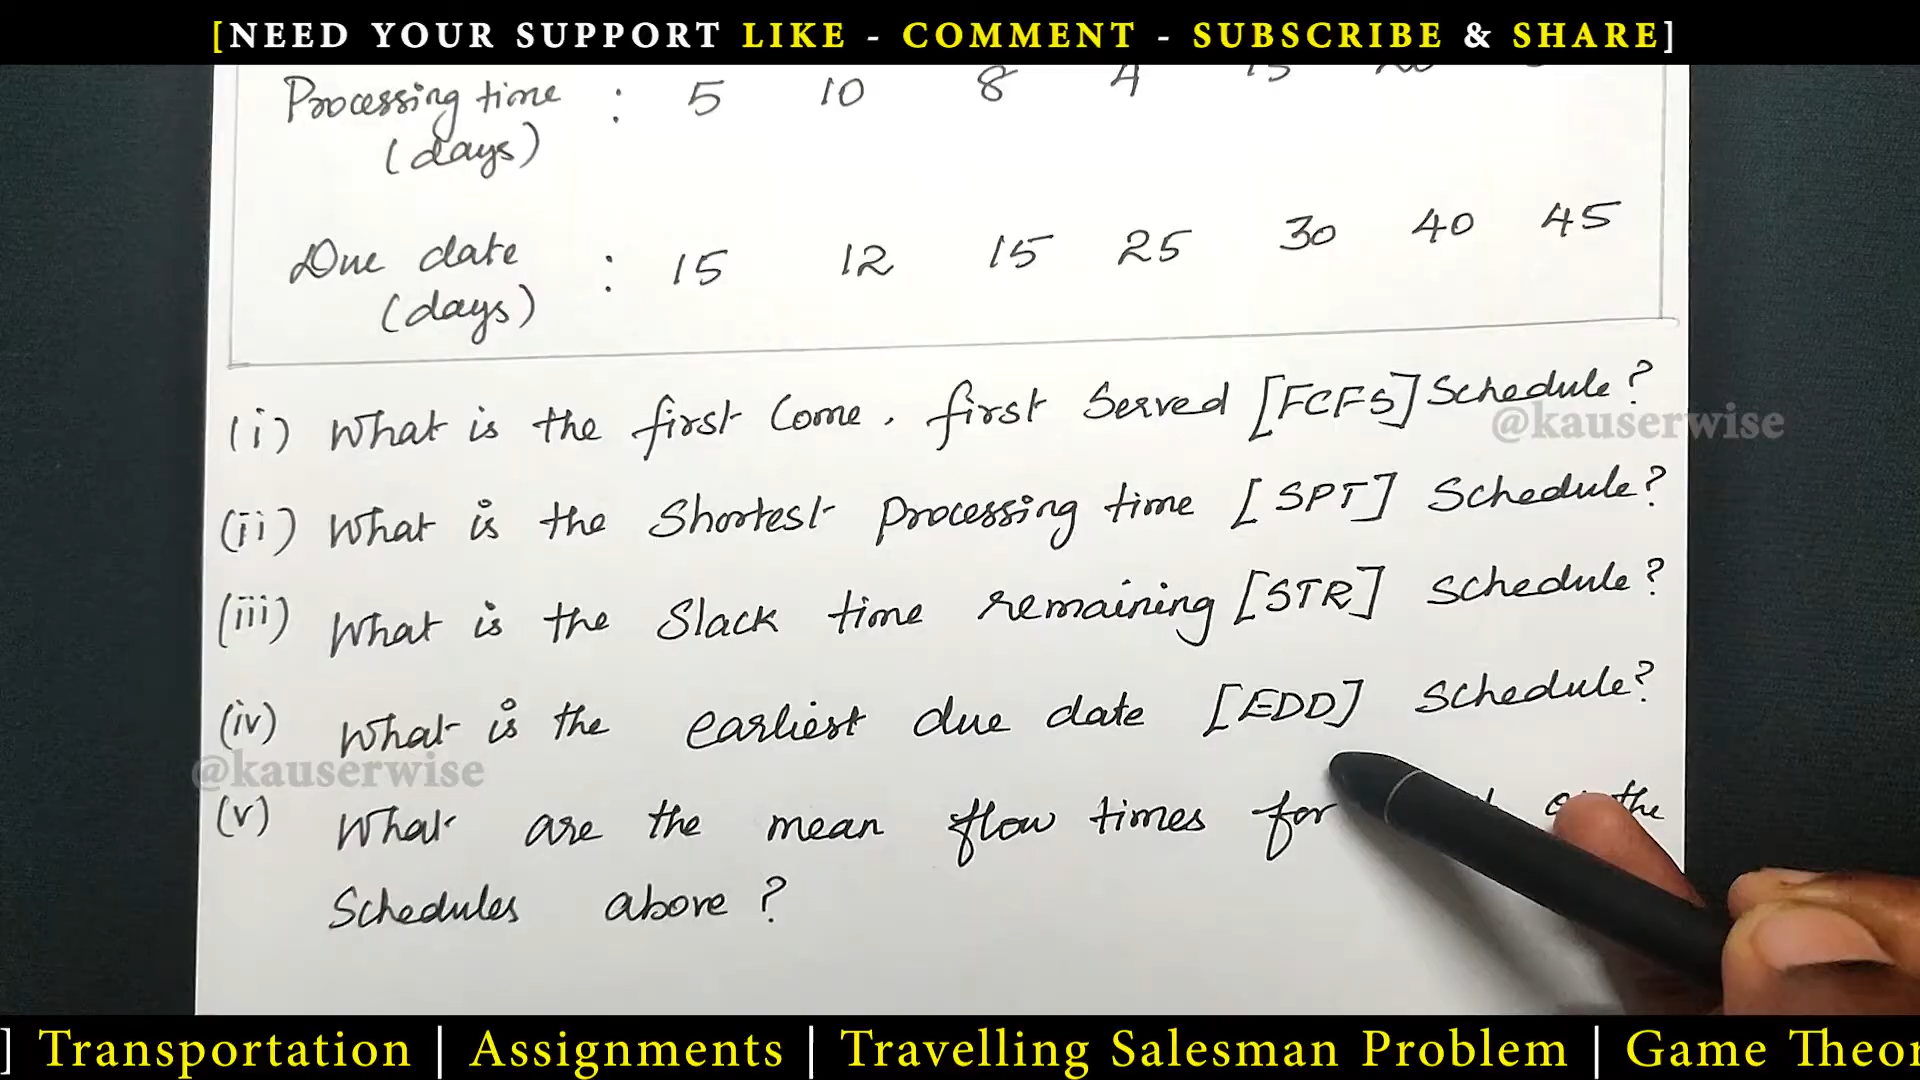 [NEED YOUR SUPPORT LIKE - COMMENT - SUBSCRIBE & SHARE]
Processing time : 5 10 8 4 15
(days)
Due date : 15 12 15 25 30 40 45
(days)
(i) What is the first Come, first Served [FCFS] Schedule?
@kauserwise
(ii) What is the Shortest Processing time [SPT] Schedule?
(iii) What is the Slack time remaining [STR] Schedule?
(iv) What is the earliest due date [EDD] Schedule?
@kauserwise
(v) What are the mean flow times for the
Schedules above?
] Transportation | Assignments | Travelling Salesman Problem | Game Theor